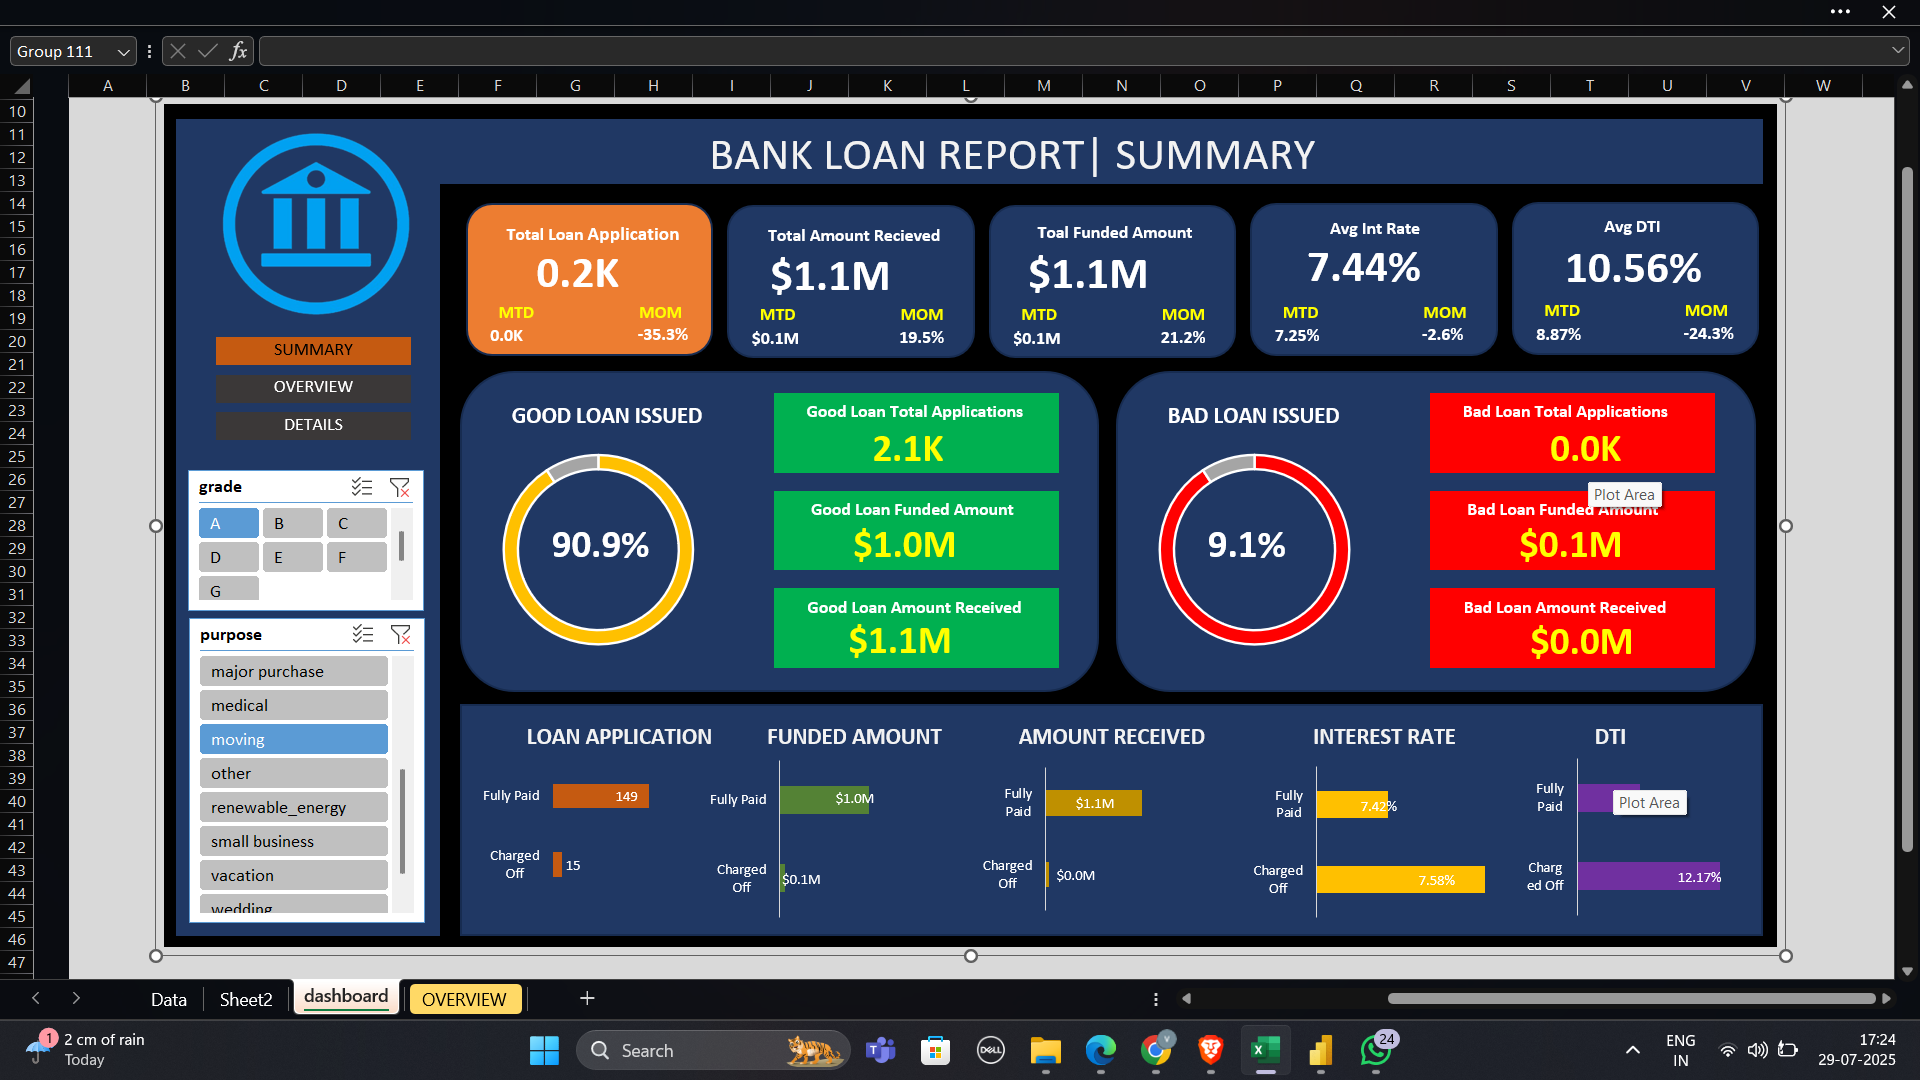 Group 111
fx
A B C D E F G H I J K L M N O P Q R S T U V W
10
11
12
13
14
15
16
17
18
19
20
21
22
23
24
25
26
27
28
29
30
31
32
33
34
35
36
37
38
39
40
41
42
43
44
45
46
47
BANK LOAN REPORT| SUMMARY
SUMMARY
OVERVIEW
DETAILS
grade
A B C
D E F
G
purpose
major purchase
medical
moving
other
renewable_energy
small business
vacation
wedding
Total Loan Application
0.2K
MTD MOM
0.0K -35.3%
Total Amount Recieved
$1.1M
MTD MOM
$0.1M 19.5%
Toal Funded Amount
$1.1M
MTD MOM
$0.1M 21.2%
Avg Int Rate
7.44%
MTD MOM
7.25% -2.6%
Avg DTI
10.56%
MTD MOM
8.87% -24.3%
GOOD LOAN ISSUED
90.9%
Good Loan Total Applications
2.1K
Good Loan Funded Amount
$1.0M
Good Loan Amount Received
$1.1M
BAD LOAN ISSUED
9.1%
Bad Loan Total Applications
0.0K
Plot Area
Bad Loan Funded Amount
$0.1M
Bad Loan Amount Received
$0.0M
LOAN APPLICATION
Fully Paid 149
Charged
Off
15
FUNDED AMOUNT
Fully Paid $1.0M
Charged
Off
$0.1M
AMOUNT RECEIVED
Fully
Paid
$1.1M
Charged
Off
$0.0M
INTEREST RATE
Fully
Paid
7.42%
Charged
Off
7.58%
DTI
Fully
Paid
Plot Area
Charg
ed Off
12.17%
Data Sheet2 dashboard OVERVIEW
1
2 cm of rain
Today
Search
T
DELL
v
X
24
ENG
IN
17:24
29-07-2025